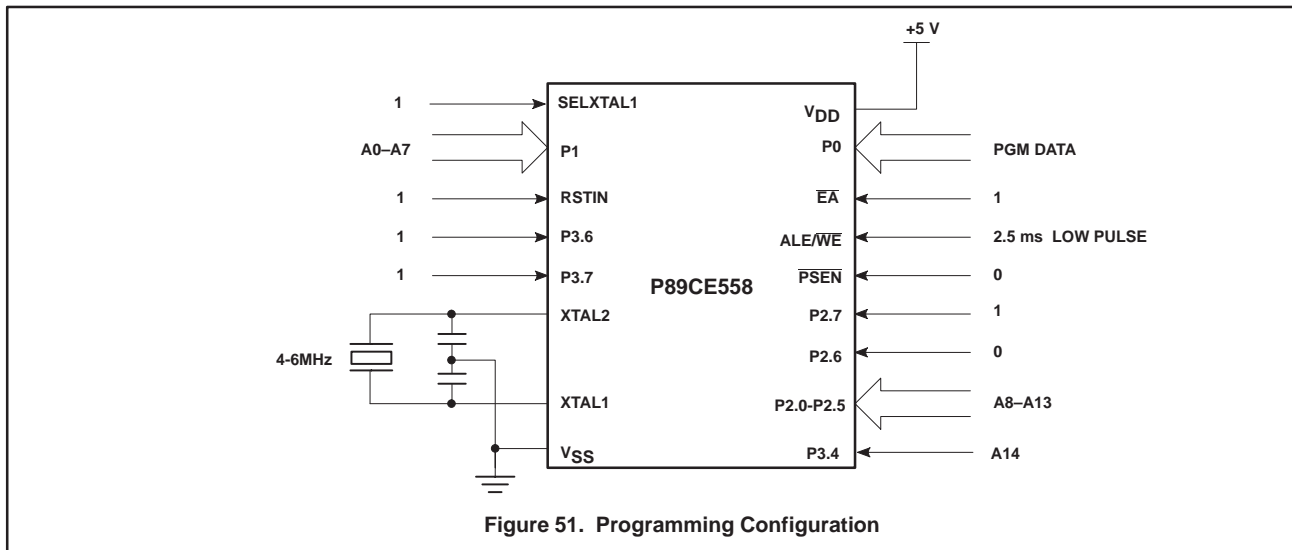 +5 V
1
SELXTAL1
VDD
A0–A7
P1
P0
PGM DATA
1
RSTIN
EA
1
1
P3.6
ALE/WE
2.5 ms LOW PULSE
1
P3.7
PSEN
0
P89CE558
XTAL2
P2.7
1
4-6MHz
P2.6
0
XTAL1
P2.0-P2.5
A8–A13
VSS
P3.4
A14
Figure 51. Programming Configuration